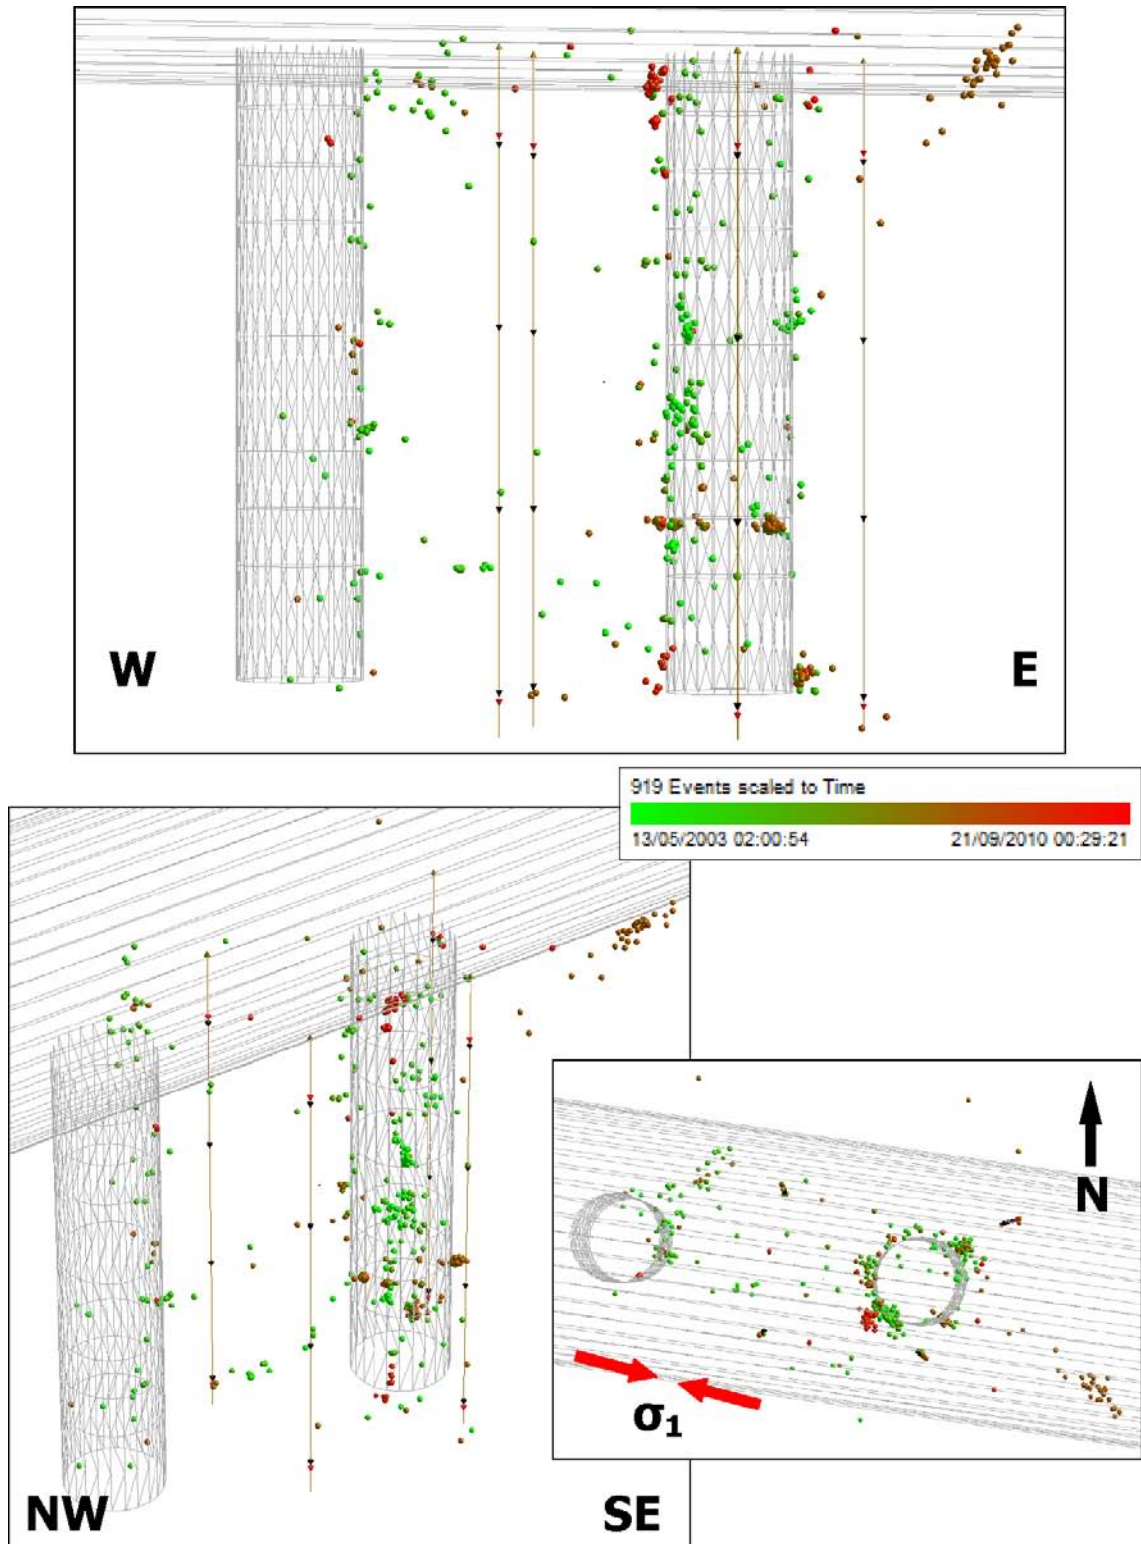 W
E
919 Events scaled to Time
13/05/2003 02:00:54
21/09/2010 00:29:21
N
σ1
NW
SE